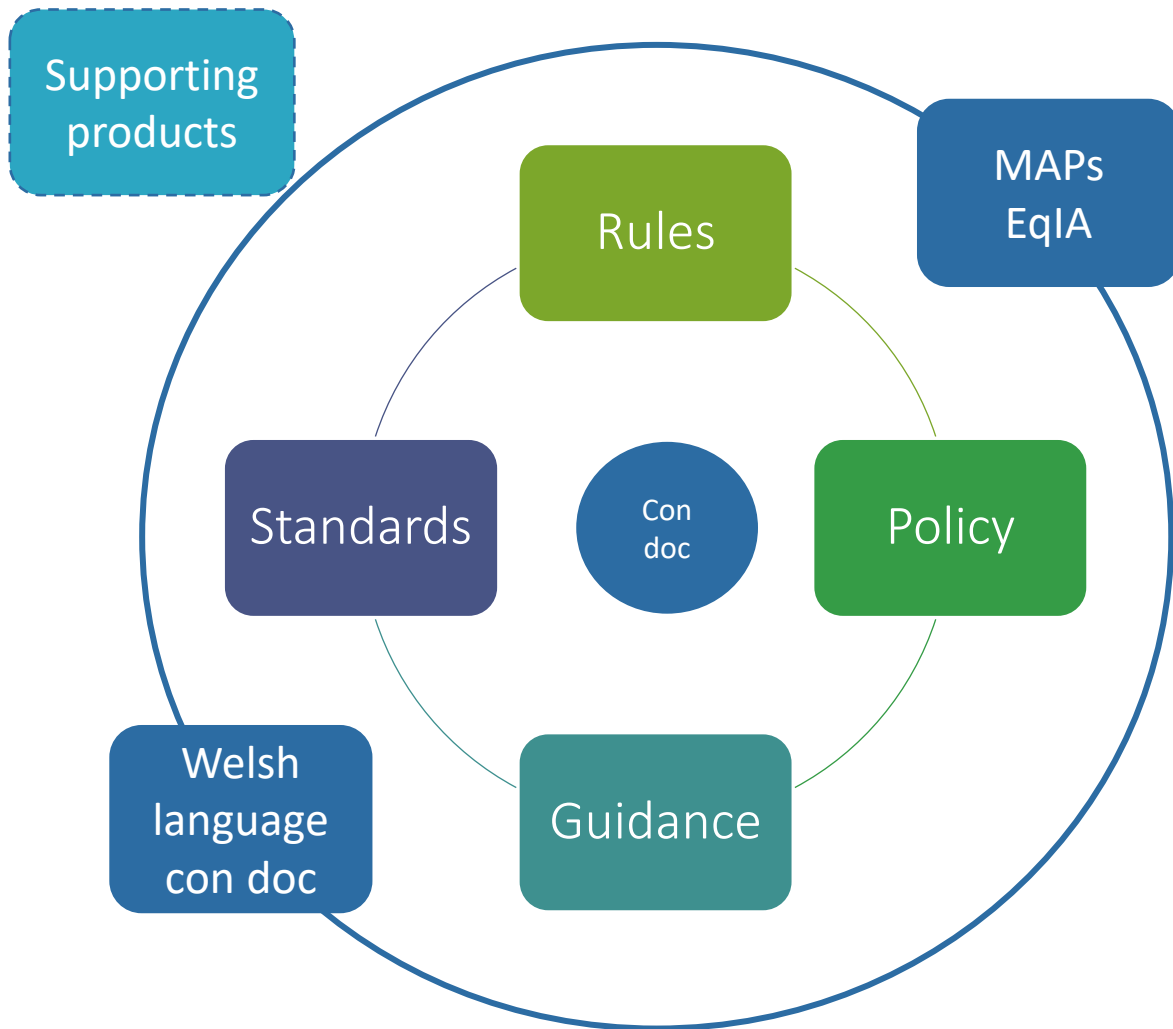 Supporting
products
MAPs
EqIA
Rules
Standards
Con
doc
Policy
Welsh
language
con doc
Guidance